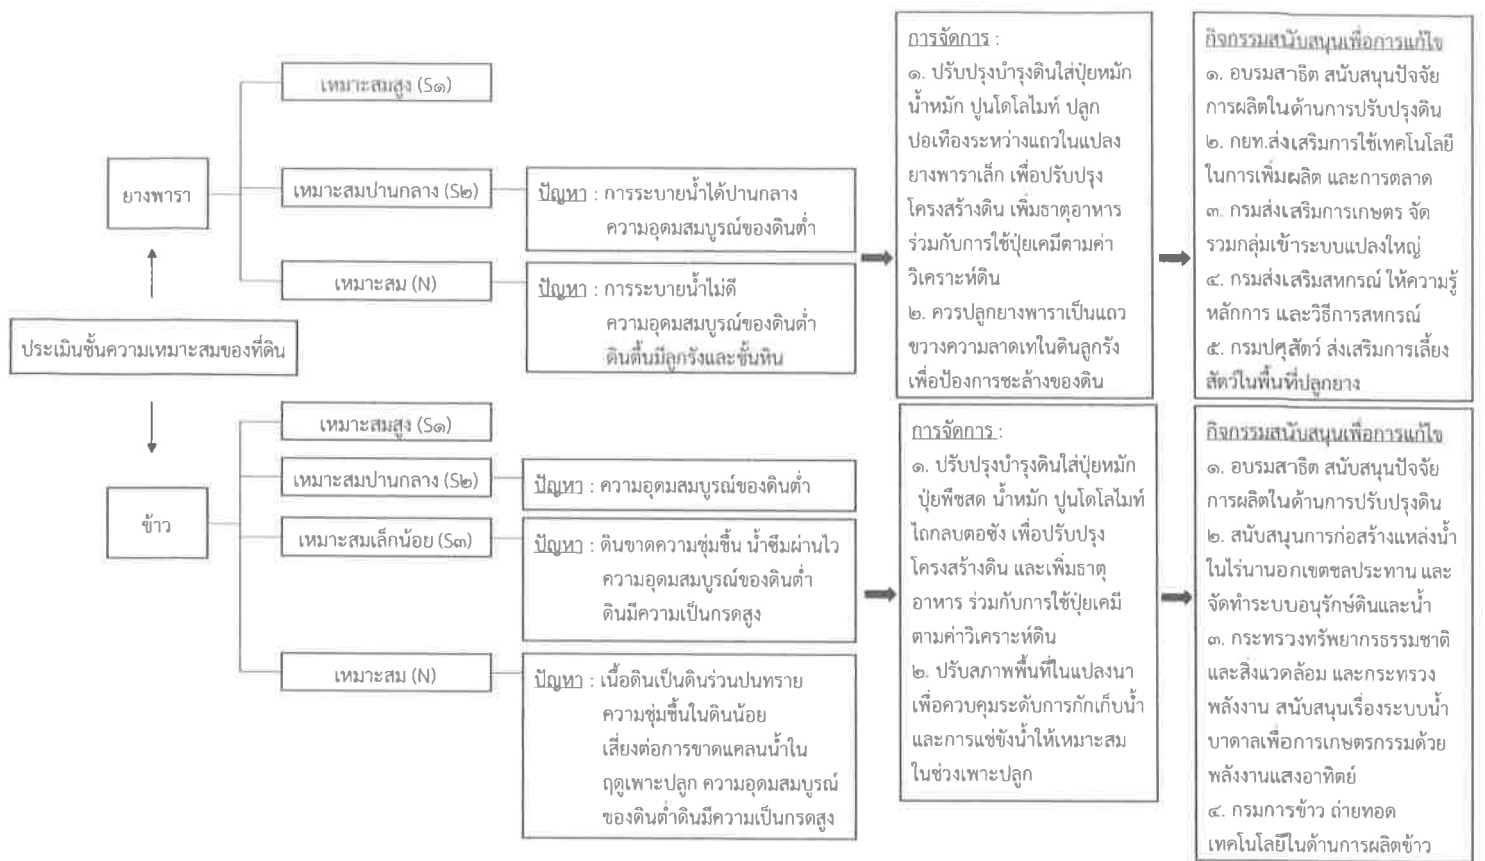 ประเมินชั้นความเหมาะสมของที่ดิน
ยางพารา
เหมาะสมสูง (S๑)
เหมาะสมปานกลาง (S๒)
ปัญหา : การระบายน้ำได้ปานกลาง
ความอุดมสมบูรณ์ของดินต่ำ
เหมาะสม (N)
ปัญหา : การระบายน้ำไม่ดี
ความอุดมสมบูรณ์ของดินต่ำ
ดินตื้นมีลูกรังและชั้นหิน
การจัดการ :
๑. ปรับปรุงบำรุงดินใส่ปุ๋ยหมัก
น้ำหมัก ปูนโดโลไมท์ ปลูก
ปอเทืองระหว่างแถวในแปลง
ยางพาราเล็ก เพื่อปรับปรุง
โครงสร้างดิน เพิ่มธาตุอาหาร
ร่วมกับการใช้ปุ๋ยเคมีตามค่า
วิเคราะห์ดิน
๒. ควรปลูกยางพาราเป็นแถว
ขวางความลาดเทในดินลูกรัง
เพื่อป้องการชะล้างของดิน
กิจกรรมสนับสนุนเพื่อการแก้ไข
๑. อบรมสาธิต สนับสนุนปัจจัย
การผลิตในด้านการปรับปรุงดิน
๒. กยท.ส่งเสริมการใช้เทคโนโลยี
ในการเพิ่มผลิต และการตลาด
๓. กรมส่งเสริมการเกษตร จัด
รวมกลุ่มเข้าระบบแปลงใหญ่
๔. กรมส่งเสริมสหกรณ์ ให้ความรู้
หลักการ และวิธีการสหกรณ์
๕. กรมปศุสัตว์ ส่งเสริมการเลี้ยง
สัตว์ในพื้นที่ปลูกยาง
ข้าว
เหมาะสมสูง (S๑)
เหมาะสมปานกลาง (S๒)
ปัญหา : ความอุดมสมบูรณ์ของดินต่ำ
เหมาะสมเล็กน้อย (S๓)
ปัญหา : ดินขาดความชุ่มชื้น น้ำซึมผ่านไว
ความอุดมสมบูรณ์ของดินต่ำ
ดินมีความเป็นกรดสูง
เหมาะสม (N)
ปัญหา : เนื้อดินเป็นดินร่วนปนทราย
ความชุ่มชื้นในดินน้อย
เสี่ยงต่อการขาดแคลนน้ำใน
ฤดูเพาะปลูก ความอุดมสมบูรณ์
ของดินต่ำดินมีความเป็นกรดสูง
การจัดการ :
๑. ปรับปรุงบำรุงดินใส่ปุ๋ยหมัก
ปุ๋ยพืชสด น้ำหมัก ปูนโดโลไมท์
ไถกลบตอซัง เพื่อปรับปรุง
โครงสร้างดิน และเพิ่มธาตุ
อาหาร ร่วมกับการใช้ปุ๋ยเคมี
ตามค่าวิเคราะห์ดิน
๒. ปรับสภาพพื้นที่ในแปลงนา
เพื่อควบคุมระดับการกักเก็บน้ำ
และการแช่ขังน้ำให้เหมาะสม
ในช่วงเพาะปลูก
กิจกรรมสนับสนุนเพื่อการแก้ไข
๑. อบรมสาธิต สนับสนุนปัจจัย
การผลิตในด้านการปรับปรุงดิน
๒. สนับสนุนการก่อสร้างแหล่งน้ำ
ในไร่นานอกเขตชลประทาน และ
จัดทำระบบอนุรักษ์ดินและน้ำ
๓. กระทรวงทรัพยากรธรรมชาติ
และสิ่งแวดล้อม และกระทรวง
พลังงาน สนับสนุนเรื่องระบบน้ำ
บาดาลเพื่อการเกษตรกรรมด้วย
พลังงานแสงอาทิตย์
๔. กรมการข้าว ถ่ายทอด
เทคโนโลยีในด้านการผลิตข้าว